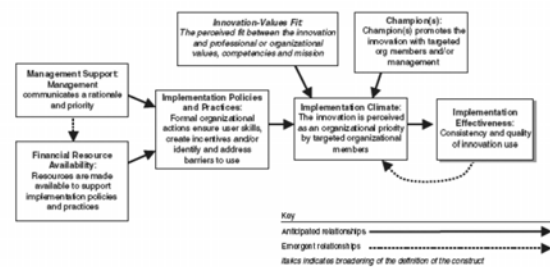 Innovation-Values Fit:
The perceived fit between the innovation
and professional or organizational
values, competencies and mission
Champion(s):
Champion(s) promotes the
innovation with targeted
org members and/or
management
Management Support:
Management
communicates a rationale
and priority
Implementation Policies
and Practices:
Formal organizational
actions ensure user skills,
create incentives and/or
identify and address
barriers to use
Implementation Climate:
The innovation is perceived
as an organizational priority
by targeted organizational
members
Implementation
Effectiveness:
Consistency and quality
of innovation use
Financial Resource
Availability:
Resources are made
available to support
implementation policies
and practices
Key
Anticipated relationships
Emergent relationships
Italics indicates broadening of the definition of the construct